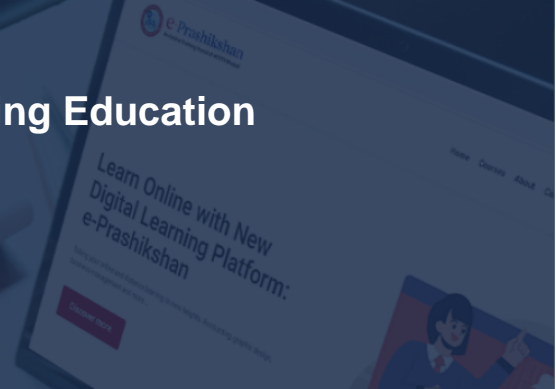 e-Prashikshan
ng Education
Home Courses About
Learn Online with New
Digital Learning Platform:
e-Prashikshan
Discover more